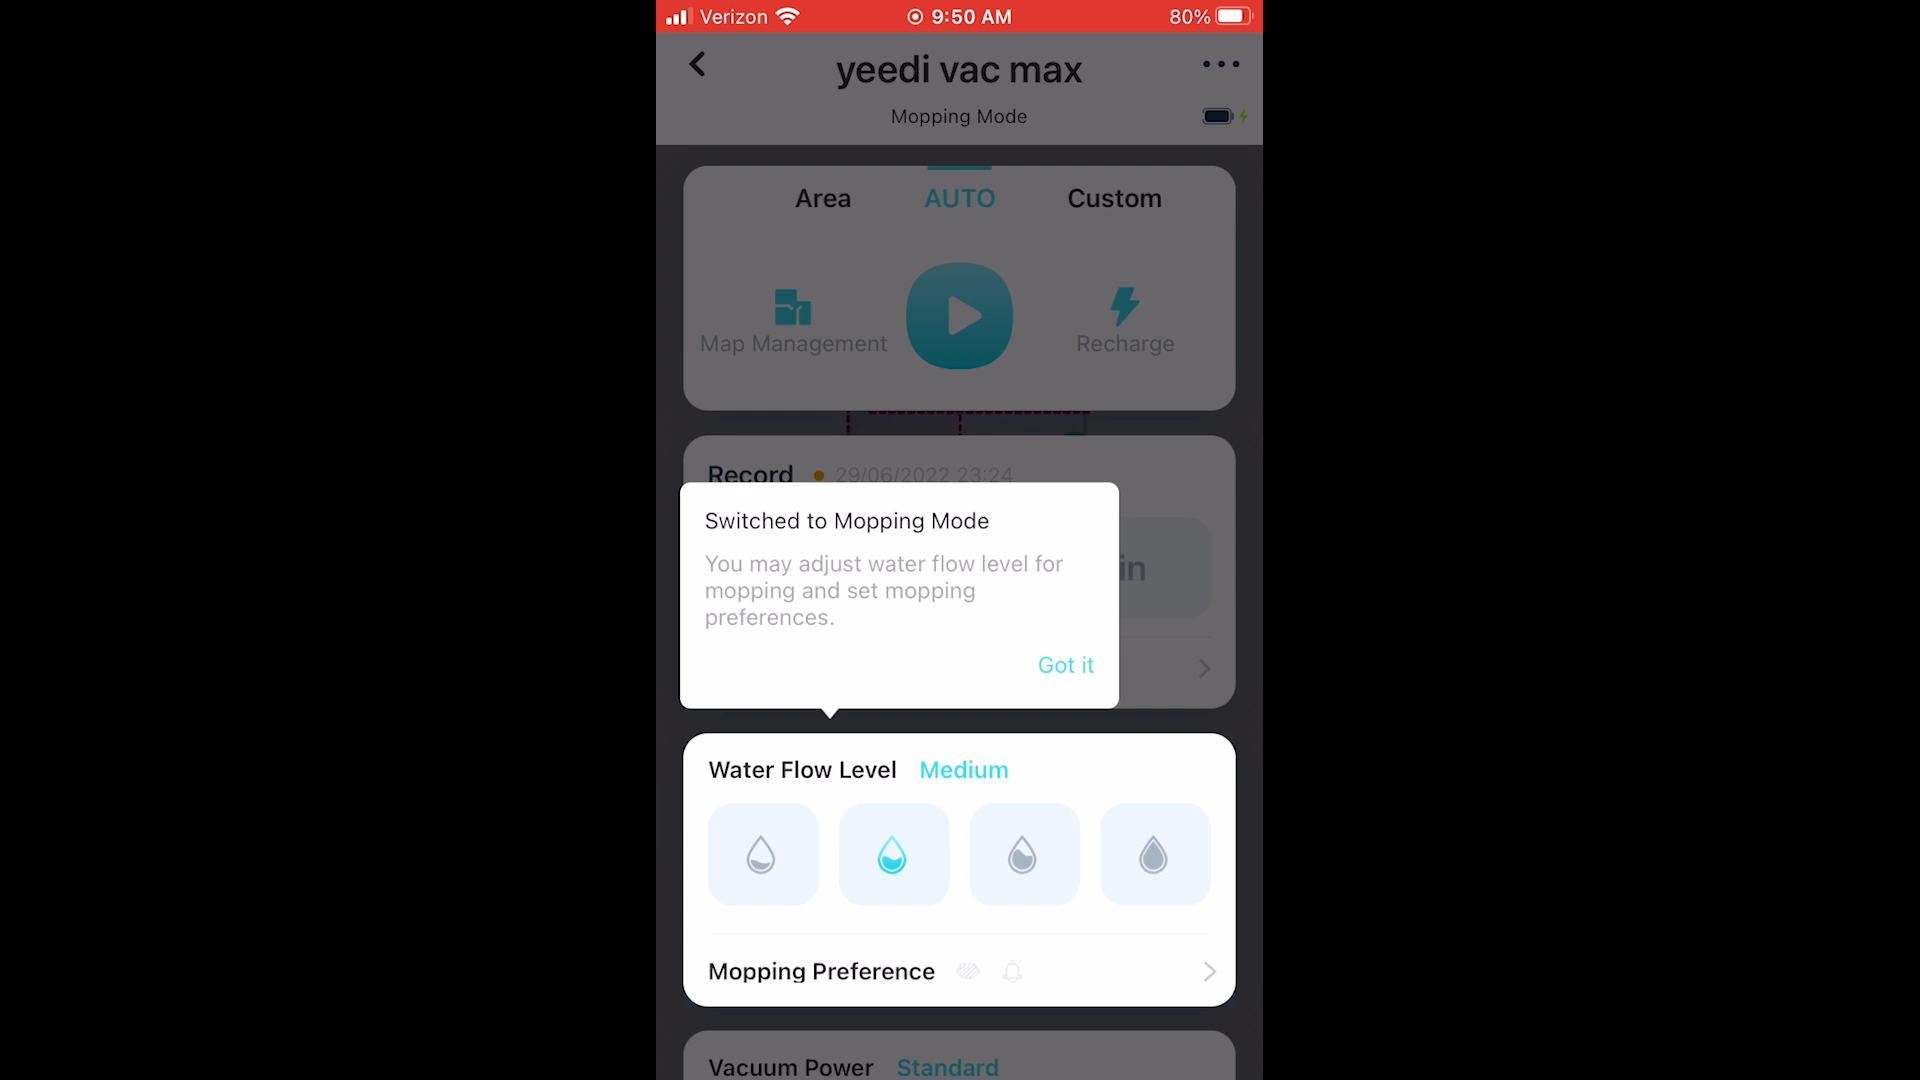 Verizon 9:50 AM 80%
yeedi vac max
Mopping Mode
Area AUTO Custom
Map Management Recharge
Record 29/06/2022 23:24
in
Switched to Mopping Mode
You may adjust water flow level for
mopping and set mopping
preferences.
Got it
Water Flow Level Medium
Mopping Preference
Vacuum Power Standard